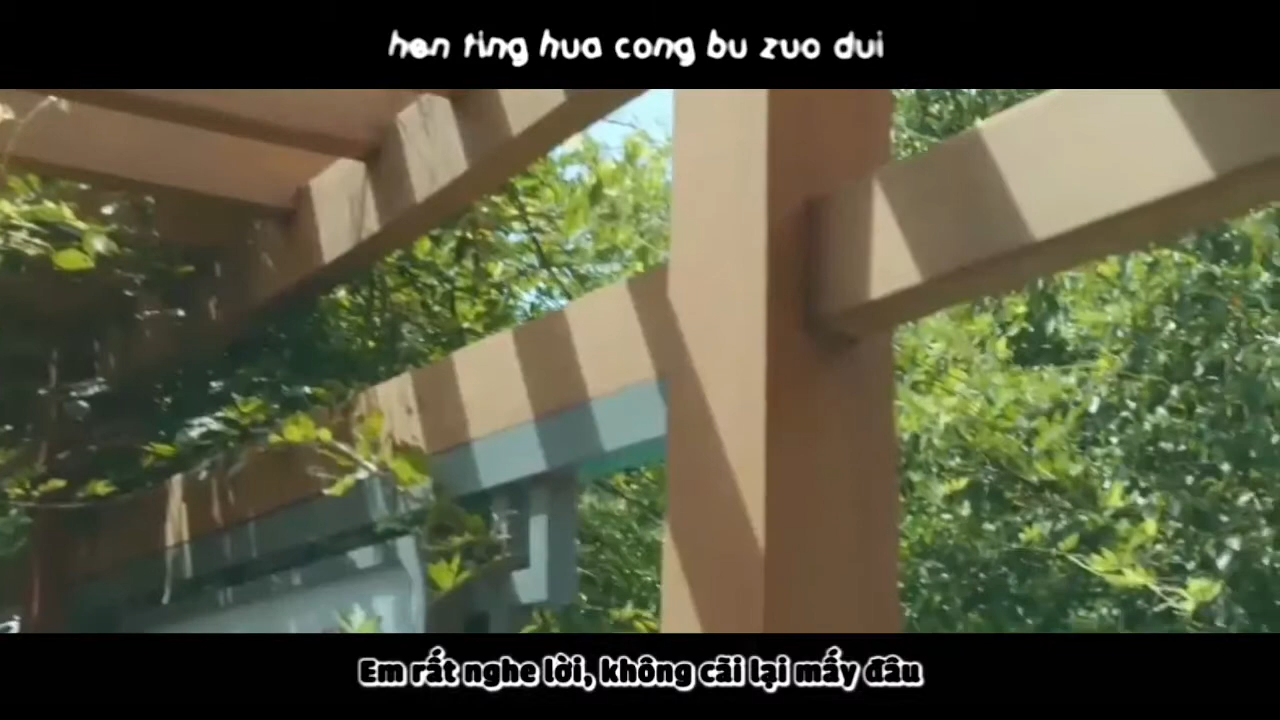 hen ting hua cong bu zuo dui
Em rất nghe lời, không cãi lại mấy đâu